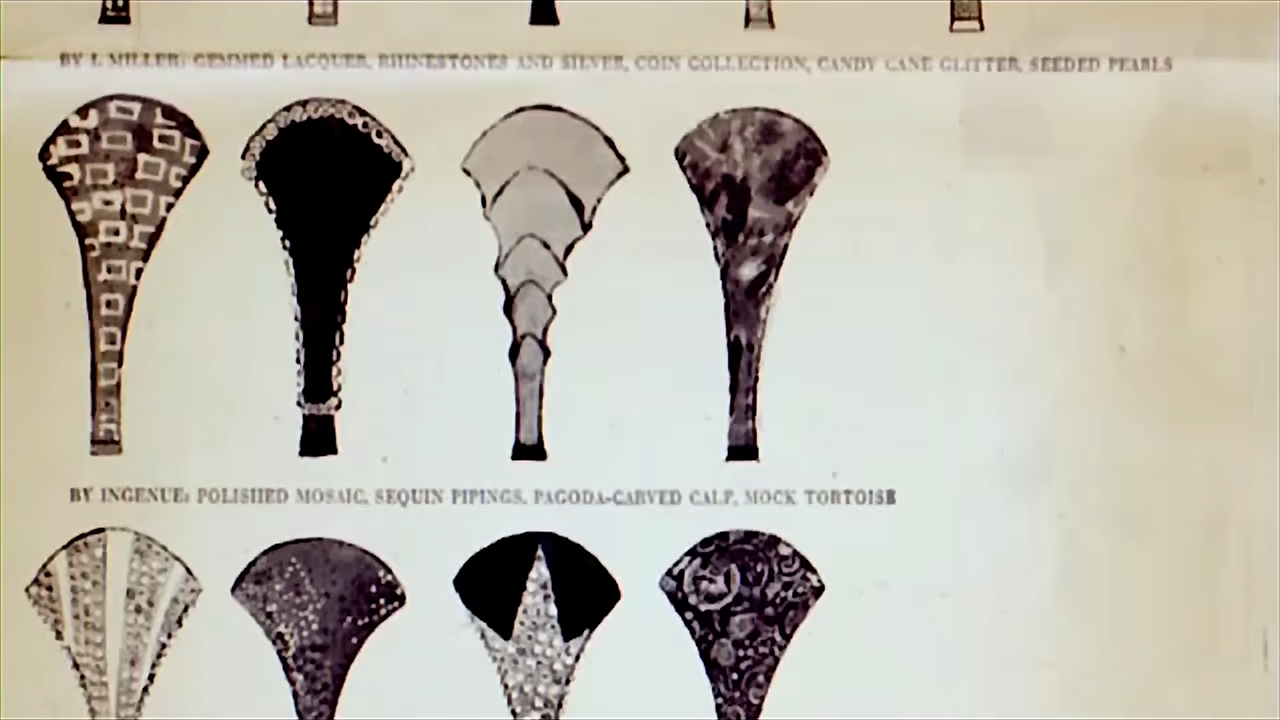 BY I. MILLER: GEMMED LACQUER, RHINESTONES AND SILVER, COIN COLLECTION, CANDY CANE GLITTER, SEEDED PEARLS
BY INGENUE: POLISHED MOSAIC, SEQUIN PIPINGS, PAGODA-CARVED CALF, MOCK TORTOISE